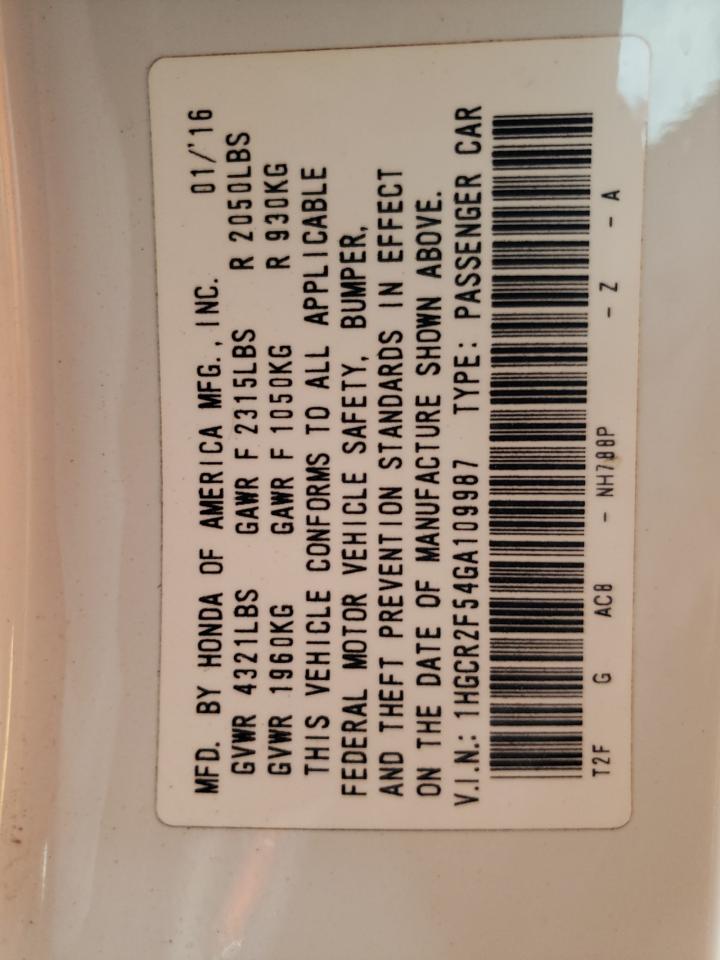 MFD. BY HONDA OF AMERICA MFG., INC. 01/'16
GVWR 4321LBS GAWR F 2315LBS R 2050LBS
GVWR 1960KG GAWR F 1050KG R 930KG
THIS VEHICLE CONFORMS TO ALL APPLICABLE
FEDERAL MOTOR VEHICLE SAFETY, BUMPER,
AND THEFT PREVENTION STANDARDS IN EFFECT
ON THE DATE OF MANUFACTURE SHOWN ABOVE.
V.I.N.: 1HGCR2F54GA109987 TYPE: PASSENGER CAR
T2F G AC8 - NH788P - Z - A